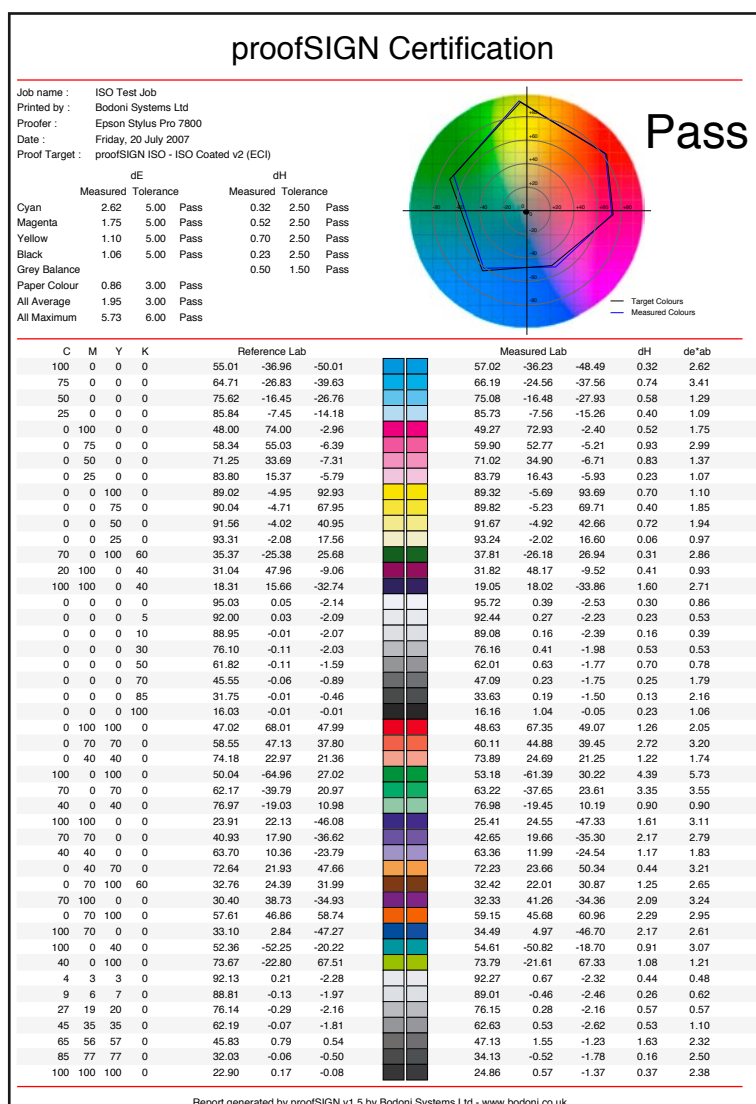 proofSIGN Certification
Job name : ISO Test Job
Printed by : Bodoni Systems Ltd
Proofer : Epson Stylus Pro 7800
Date : Friday, 20 July 2007
Proof Target : proofSIGN ISO - ISO Coated v2 (ECI)
Pass
dE dH
Measured Tolerance Measured Tolerance
Cyan 2.62 5.00 Pass 0.32 2.50 Pass
Magenta 1.75 5.00 Pass 0.52 2.50 Pass
Yellow 1.10 5.00 Pass 0.70 2.50 Pass
Black 1.06 5.00 Pass 0.23 2.50 Pass
Grey Balance 0.50 1.50 Pass
Paper Colour 0.86 3.00 Pass
All Average 1.95 3.00 Pass
All Maximum 5.73 6.00 Pass
Target Colours
Measured Colours
C M Y K Reference Lab Measured Lab dH de*ab
100 0 0 0 55.01 -36.96 -50.01 57.02 -36.23 -48.49 0.32 2.62
75 0 0 0 64.71 -26.83 -39.63 66.19 -24.56 -37.56 0.74 3.41
50 0 0 0 75.62 -16.45 -26.76 75.08 -16.48 -27.93 0.58 1.29
25 0 0 0 85.84 -7.45 -14.18 85.73 -7.56 -15.26 0.40 1.09
0 100 0 0 48.00 74.00 -2.96 49.27 72.93 -2.40 0.52 1.75
0 75 0 0 58.34 55.03 -6.39 59.90 52.77 -5.21 0.93 2.99
0 50 0 0 71.25 33.69 -7.31 71.02 34.90 -6.71 0.83 1.37
0 25 0 0 83.80 15.37 -5.79 83.79 16.43 -5.93 0.23 1.07
0 0 100 0 89.02 -4.95 92.93 89.32 -5.69 93.69 0.70 1.10
0 0 75 0 90.04 -4.71 67.95 89.82 -5.23 69.71 0.40 1.85
0 0 50 0 91.56 -4.02 40.95 91.67 -4.92 42.66 0.72 1.94
0 0 25 0 93.31 -2.08 17.56 93.24 -2.02 16.60 0.06 0.97
70 0 100 60 35.37 -25.38 25.68 37.81 -26.18 26.94 0.31 2.86
20 100 0 40 31.04 47.96 -9.06 31.82 48.17 -9.52 0.41 0.93
100 100 0 40 18.31 15.66 -32.74 19.05 18.02 -33.86 1.60 2.71
0 0 0 0 95.03 0.05 -2.14 95.72 0.39 -2.53 0.30 0.86
0 0 0 5 92.00 0.03 -2.09 92.44 0.27 -2.23 0.23 0.53
0 0 0 10 88.95 -0.01 -2.07 89.08 0.16 -2.39 0.16 0.39
0 0 0 30 76.10 -0.11 -2.03 76.16 0.41 -1.98 0.53 0.53
0 0 0 50 61.82 -0.11 -1.59 62.01 0.63 -1.77 0.70 0.78
0 0 0 70 45.55 -0.06 -0.89 47.09 0.23 -1.75 0.25 1.79
0 0 0 85 31.75 -0.01 -0.46 33.63 0.19 -1.50 0.13 2.16
0 0 0 100 16.03 -0.01 -0.01 16.16 1.04 -0.05 0.23 1.06
0 100 100 0 47.02 68.01 47.99 48.63 67.35 49.07 1.26 2.05
0 70 70 0 58.55 47.13 37.80 60.11 44.88 39.45 2.72 3.20
0 40 40 0 74.18 22.97 21.36 73.89 24.69 21.25 1.22 1.74
100 0 100 0 50.04 -64.96 27.02 53.18 -61.39 30.22 4.39 5.73
70 0 70 0 62.17 -39.79 20.97 63.22 -37.65 23.61 3.35 3.55
40 0 40 0 76.97 -19.03 10.98 76.98 -19.45 10.19 0.90 0.90
100 100 0 0 23.91 22.13 -46.08 25.41 24.55 -47.33 1.61 3.11
70 70 0 0 40.93 17.90 -36.62 42.65 19.66 -35.30 2.17 2.79
40 40 0 0 63.70 10.36 -23.79 63.36 11.99 -24.54 1.17 1.83
0 40 70 0 72.64 21.93 47.66 72.23 23.66 50.34 0.44 3.21
0 70 100 60 32.76 24.39 31.99 32.42 22.01 30.87 1.25 2.65
70 100 0 0 30.40 38.73 -34.93 32.33 41.26 -34.36 2.09 3.24
0 70 100 0 57.61 46.86 58.74 59.15 45.68 60.96 2.29 2.95
100 70 0 0 33.10 2.84 -47.27 34.49 4.97 -46.70 2.17 2.61
100 0 40 0 52.36 -52.25 -20.22 54.61 -50.82 -18.70 0.91 3.07
40 0 100 0 73.67 -22.80 67.51 73.79 -21.61 67.33 1.08 1.21
4 3 3 0 92.13 0.21 -2.28 92.27 0.67 -2.32 0.44 0.48
9 6 7 0 88.81 -0.13 -1.97 89.01 -0.46 -2.46 0.26 0.62
27 19 20 0 76.14 -0.29 -2.16 76.15 0.28 -2.16 0.57 0.57
45 35 35 0 62.19 -0.07 -1.81 62.63 0.53 -2.62 0.53 1.10
65 56 57 0 45.83 0.79 0.54 47.13 1.55 -1.23 1.63 2.32
85 77 77 0 32.03 -0.06 -0.50 34.13 -0.52 -1.78 0.16 2.50
100 100 100 0 22.90 0.17 -0.08 24.86 0.57 -1.37 0.37 2.38
Report generated by proofSIGN v1.5 by Bodoni Systems Ltd - www.bodoni.co.uk